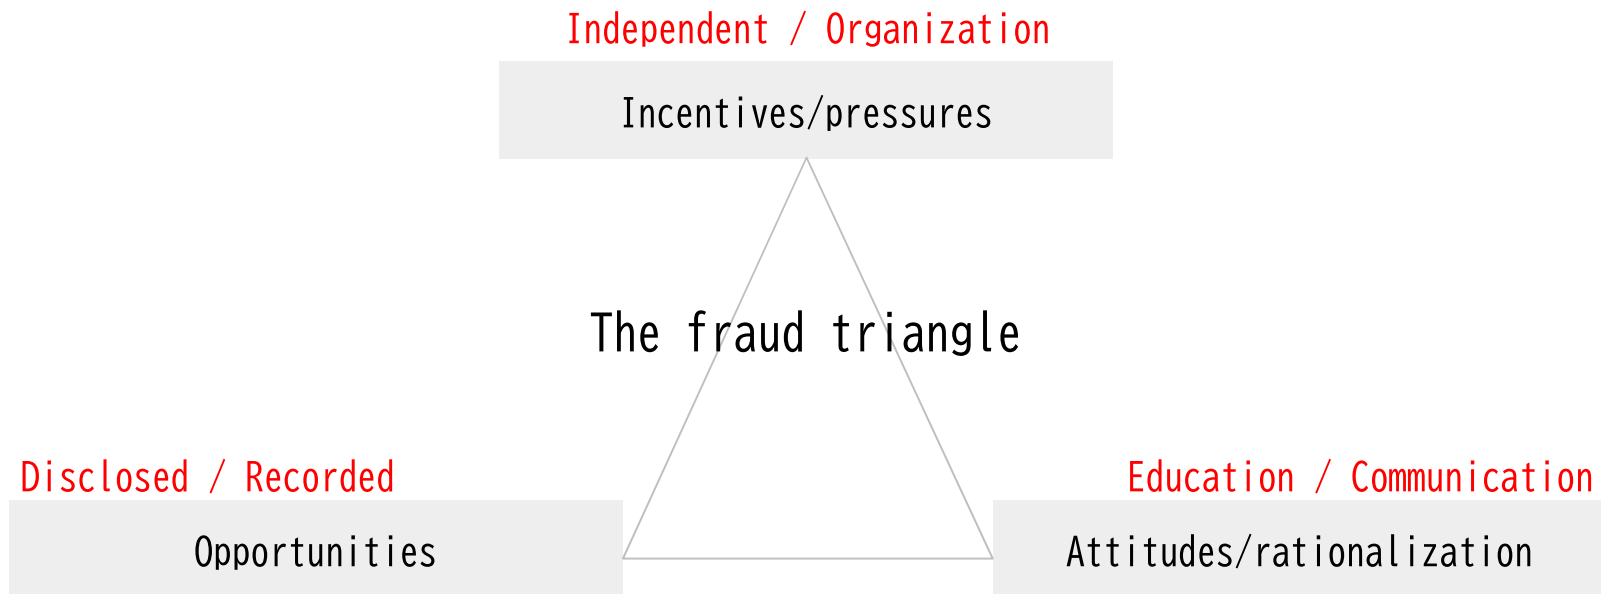 Independent / Organization
Incentives/pressures
The fraud triangle
Disclosed / Recorded
Education / Communication
Opportunities
Attitudes/rationalization